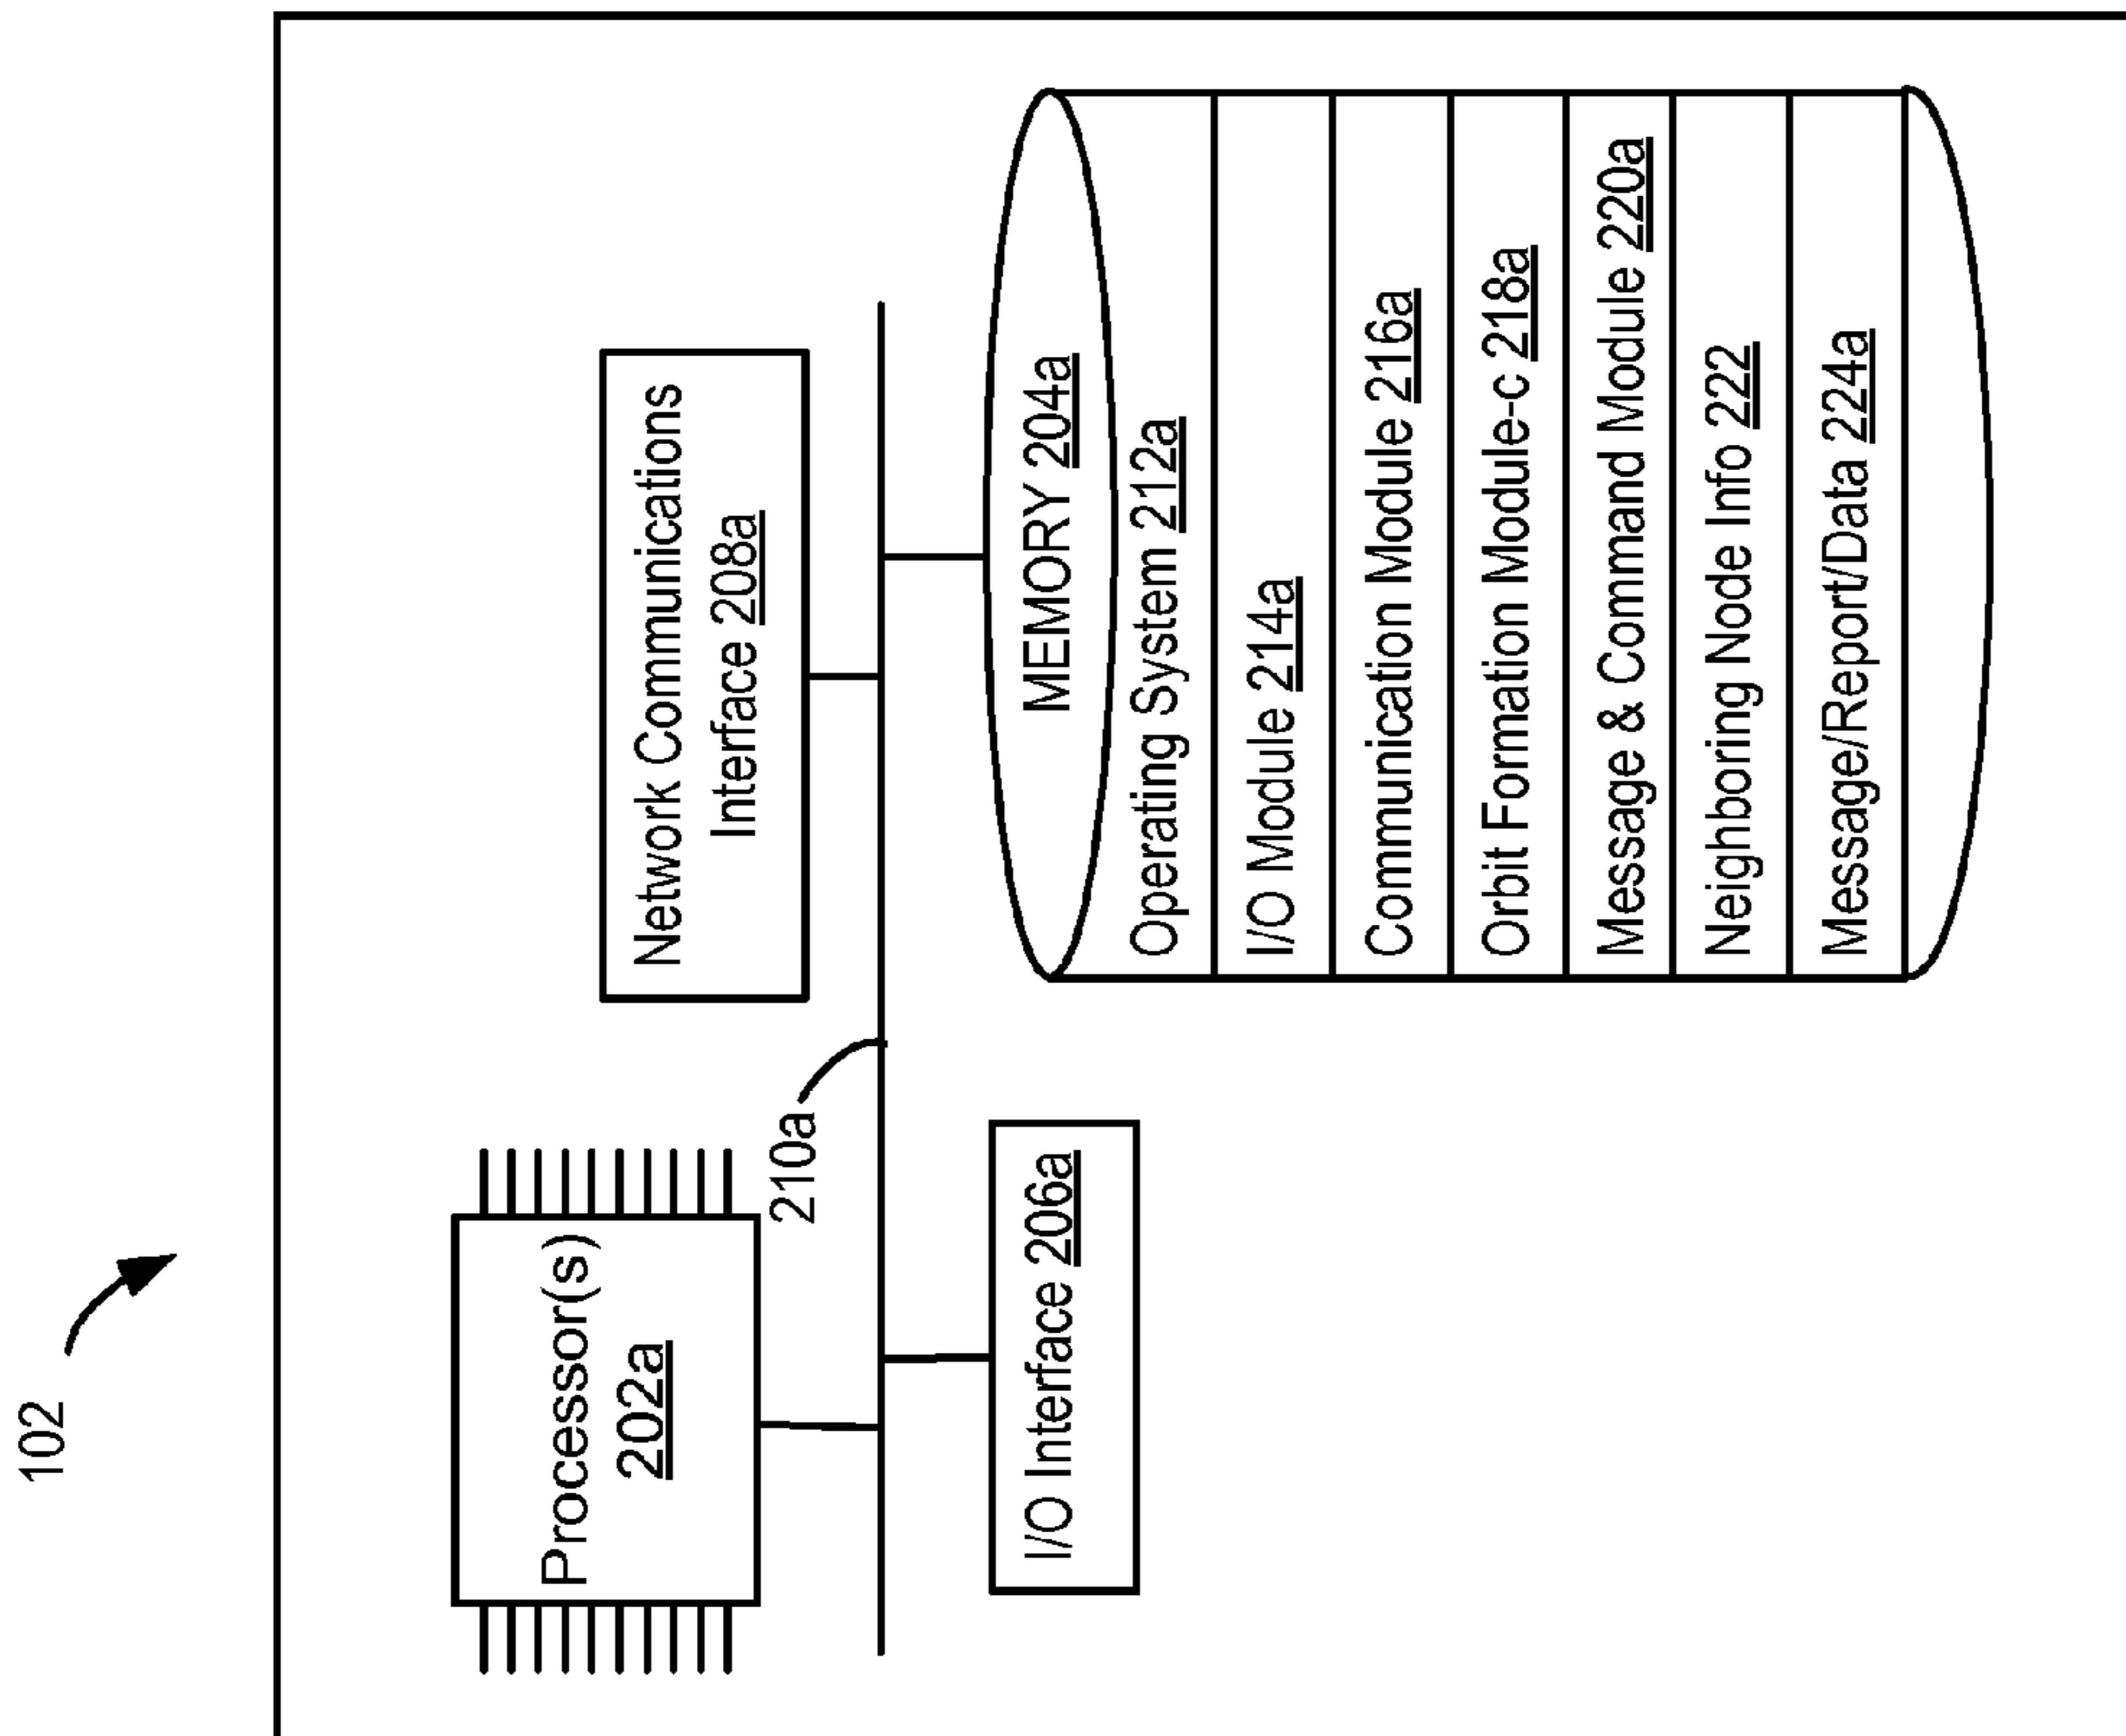 102
Processor(s)
202a
Network Communications
Interface 208a
210a
I/O Interface 206a
MEMORY 204a
Operating System 212a
I/O Module 214a
Communication Module 216a
Orbit Formation Module-c 218a
Message & Command Module 220a
Neighboring Node Info 222
Message/Report/Data 224a